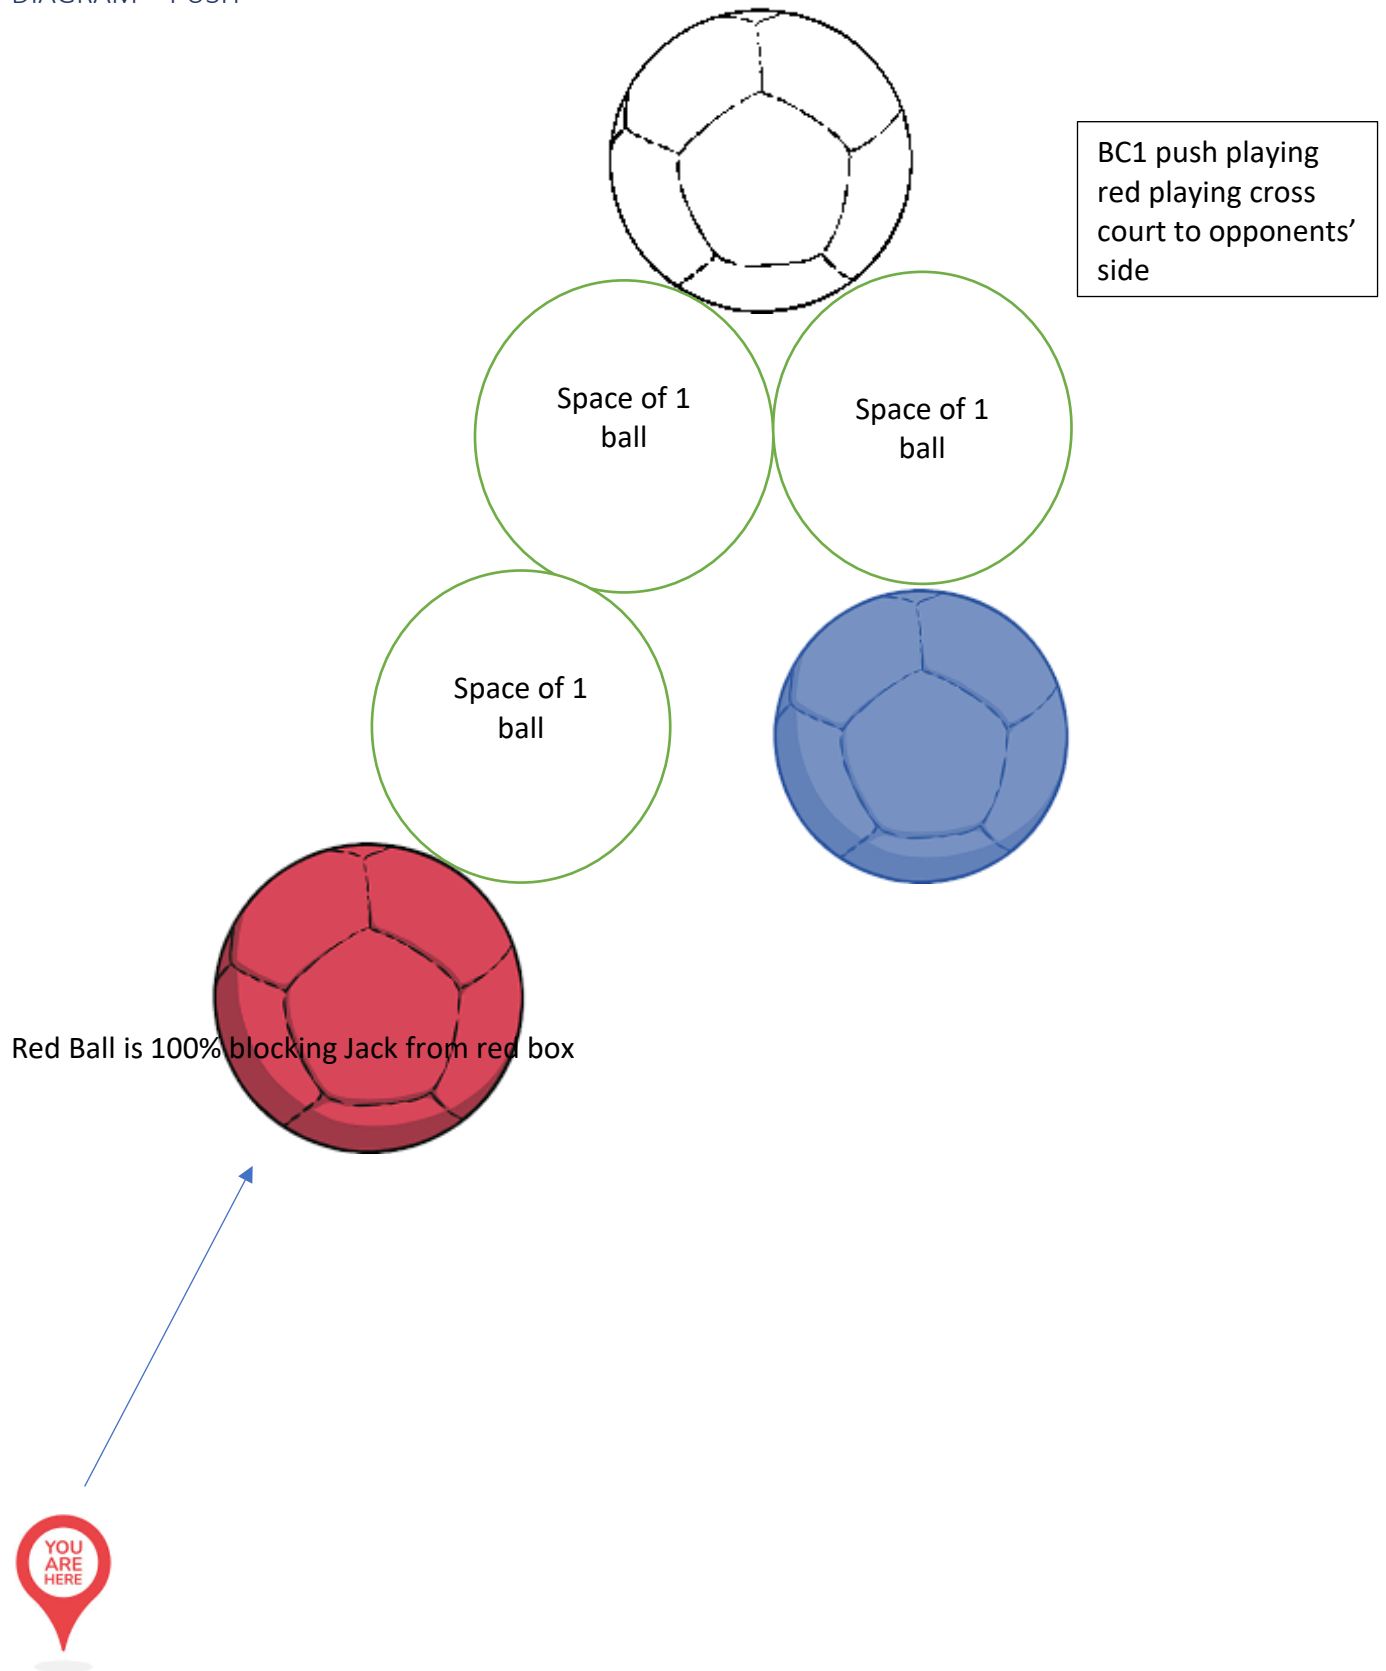 BC1 push playing
red playing cross
court to opponents’
side
Space of 1
ball
Space of 1
ball
Space of 1
ball
Red Ball is 100% blocking Jack from red box
YOU
ARE
HERE